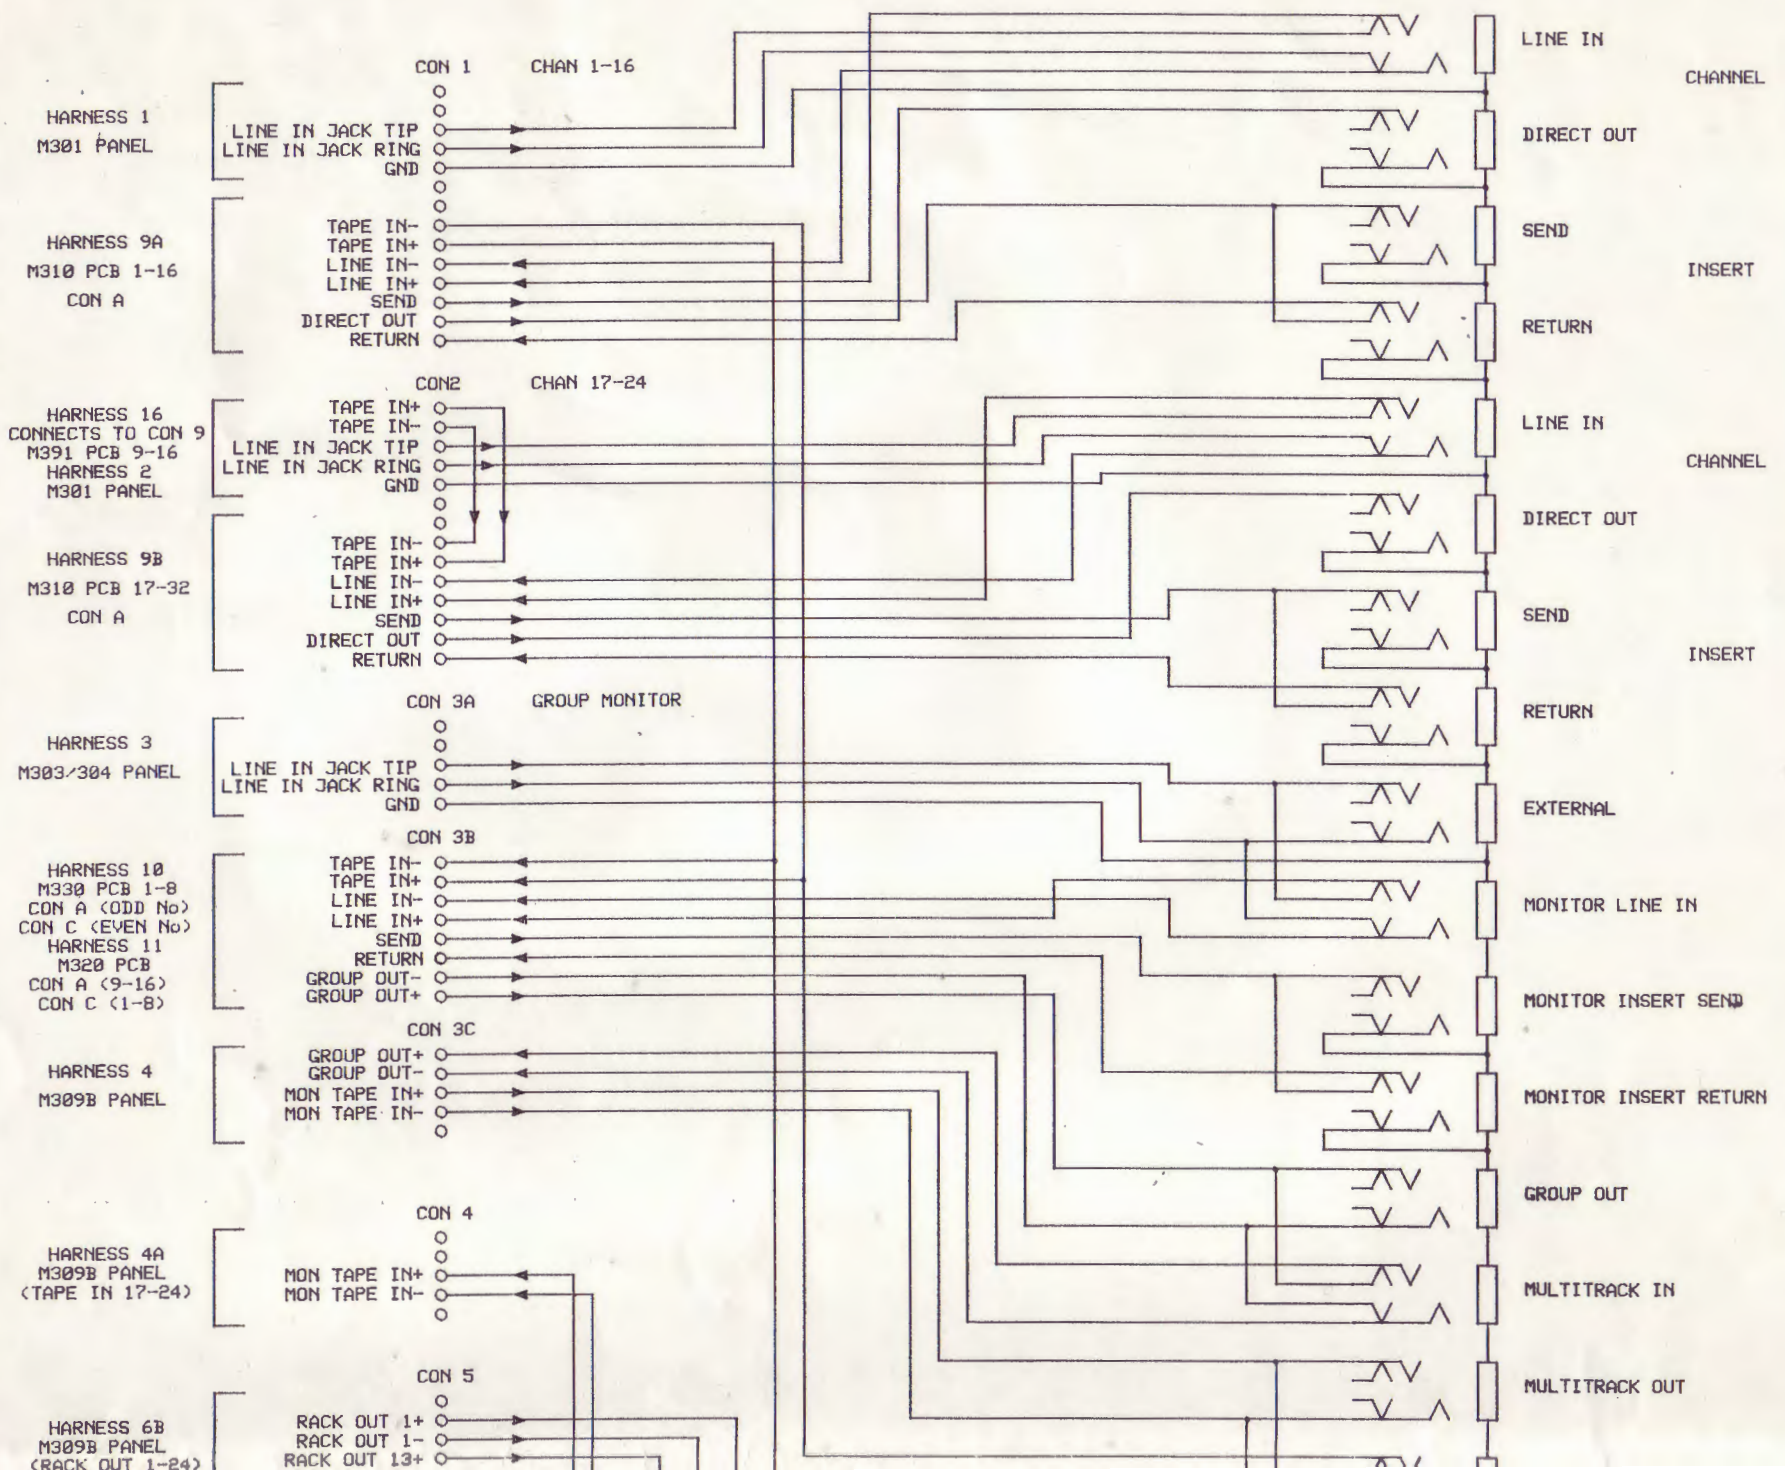 CON 1 CHAN 1-16
HARNESS 1
M301 PANEL
LINE IN JACK TIP
LINE IN JACK RING
GND
HARNESS 9A
M310 PCB 1-16
CON A
TAPE IN-
TAPE IN+
LINE IN-
LINE IN+
SEND
DIRECT OUT
RETURN
CON2 CHAN 17-24
HARNESS 16
CONNECTS TO CON 9
M391 PCB 9-16
HARNESS 2
M301 PANEL
TAPE IN+
TAPE IN-
LINE IN JACK TIP
LINE IN JACK RING
GND
HARNESS 9B
M310 PCB 17-32
CON A
TAPE IN-
TAPE IN+
LINE IN-
LINE IN+
SEND
DIRECT OUT
RETURN
CON 3A GROUP MONITOR
HARNESS 3
M303/304 PANEL
LINE IN JACK TIP
LINE IN JACK RING
GND
CON 3B
HARNESS 10
M330 PCB 1-8
CON A (ODD No)
CON C (EVEN No)
HARNESS 11
M320 PCB
CON A (9-16)
CON C (1-8)
TAPE IN-
TAPE IN+
LINE IN-
LINE IN+
SEND
RETURN
GROUP OUT-
GROUP OUT+
CON 3C
HARNESS 4
M309B PANEL
GROUP OUT+
GROUP OUT-
MON TAPE IN+
MON TAPE IN-
CON 4
HARNESS 4A
M309B PANEL
(TAPE IN 17-24)
MON TAPE IN+
MON TAPE IN-
CON 5
HARNESS 6B
M309B PANEL
(RACK OUT 1-24)
RACK OUT 1+
RACK OUT 1-
RACK OUT 13+
LINE IN
CHANNEL
DIRECT OUT
SEND
INSERT
RETURN
LINE IN
CHANNEL
DIRECT OUT
SEND
INSERT
RETURN
EXTERNAL
MONITOR LINE IN
MONITOR INSERT SEND
MONITOR INSERT RETURN
GROUP OUT
MULTITRACK IN
MULTITRACK OUT